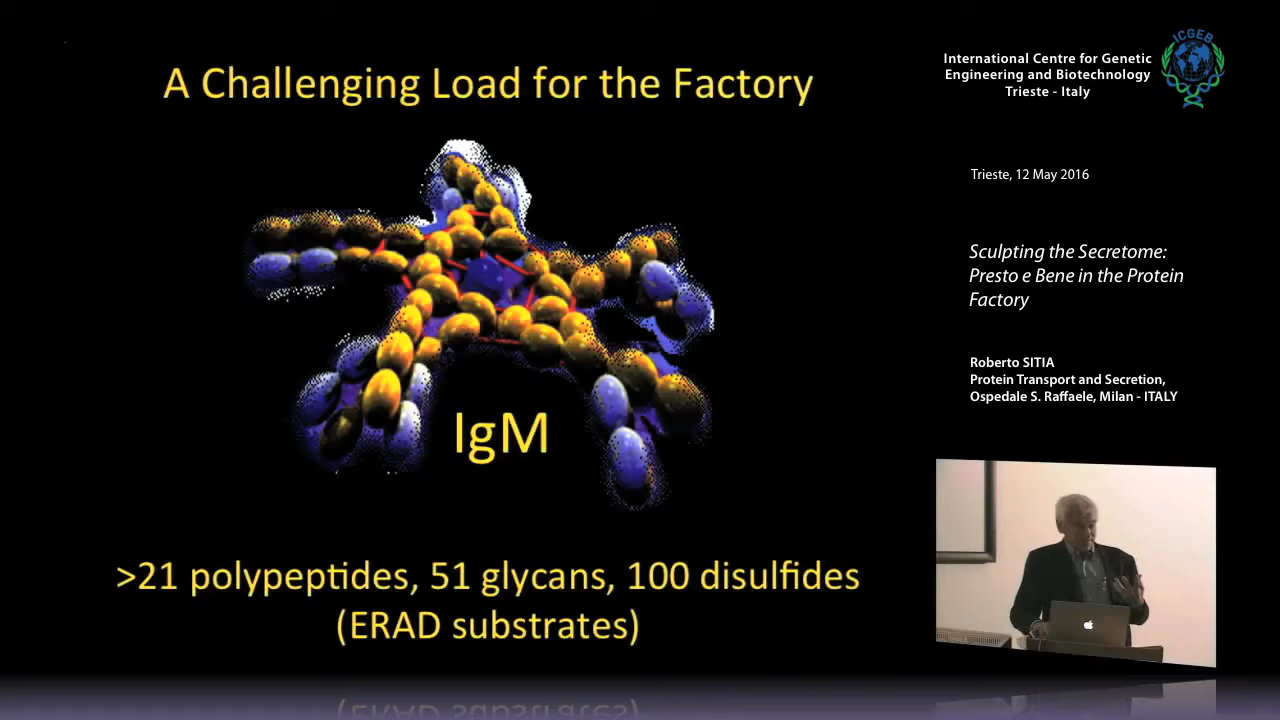 A Challenging Load for the Factory
IgM
>21 polypeptides, 51 glycans, 100 disulfides
(ERAD substrates)
ICGEB
International Centre for Genetic
Engineering and Biotechnology
Trieste - Italy
Trieste, 12 May 2016
Sculpting the Secretome:
Presto e Bene in the Protein
Factory
Roberto SITIA
Protein Transport and Secretion,
Ospedale S. Raffaele, Milan - ITALY